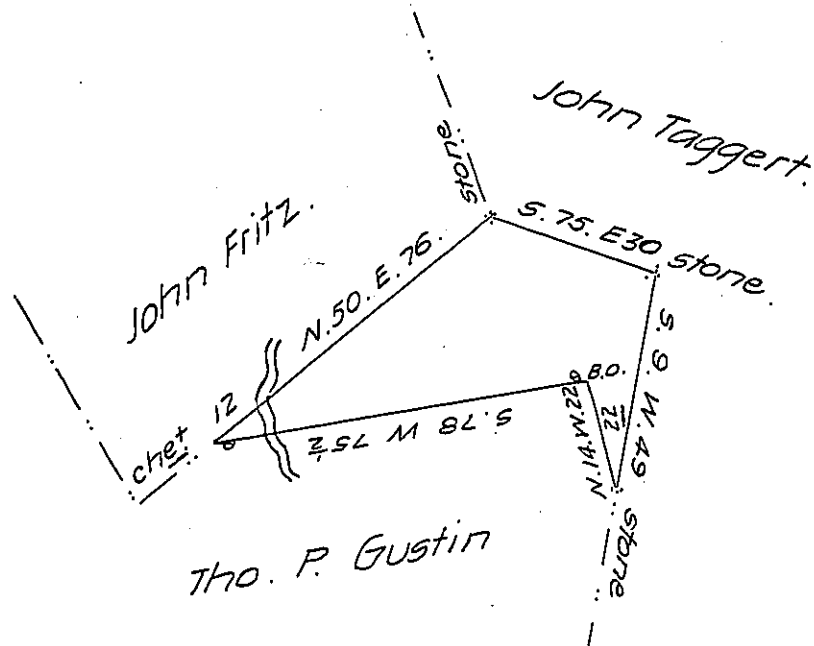 John Taggert.
stone
S. 75. E30 stone.
John Fritz.
N. 50. E. 76.
S. 9. W. 49
B.O.
12
S. 78 W 75½
N.14.W.22
22
chet
stone
Tho. P. Gustin